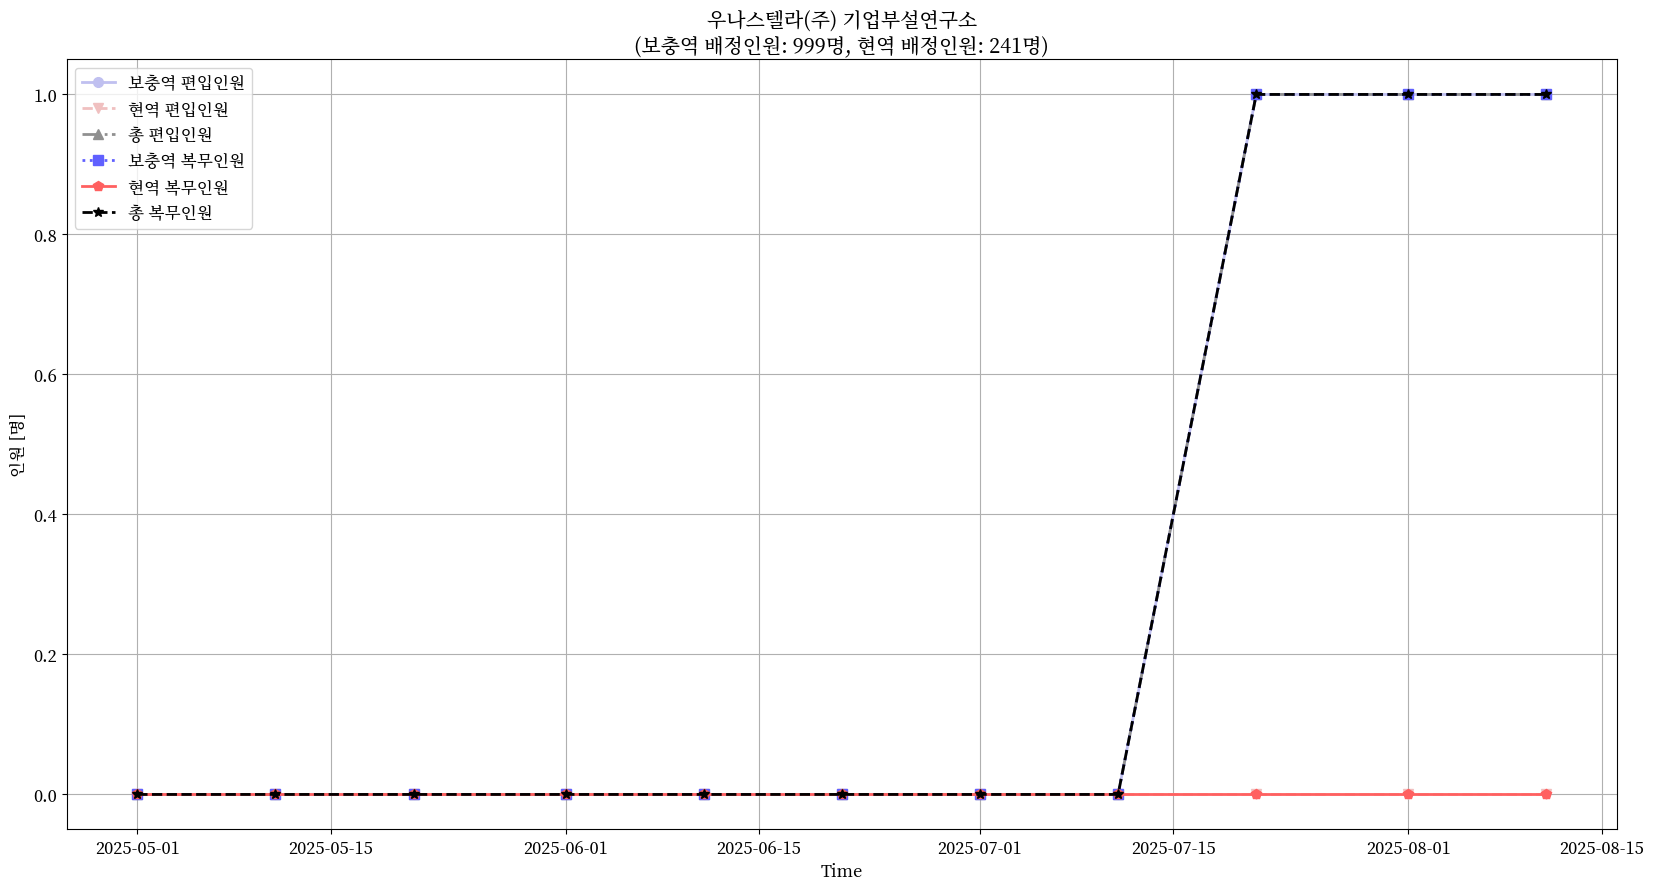 우나스텔라(주) 기업부설연구소
(보충역 배정인원: 999명, 현역 배정인원: 241명)
보충역 편입인원
현역 편입인원
총 편입인원
보충역 복무인원
현역 복무인원
총 복무인원
1.0
0.8
0.6
0.4
0.2
0.0
인원 [명]
2025-05-01 2025-05-15 2025-06-01 2025-06-15 2025-07-01 2025-07-15 2025-08-01 2025-08-15
Time